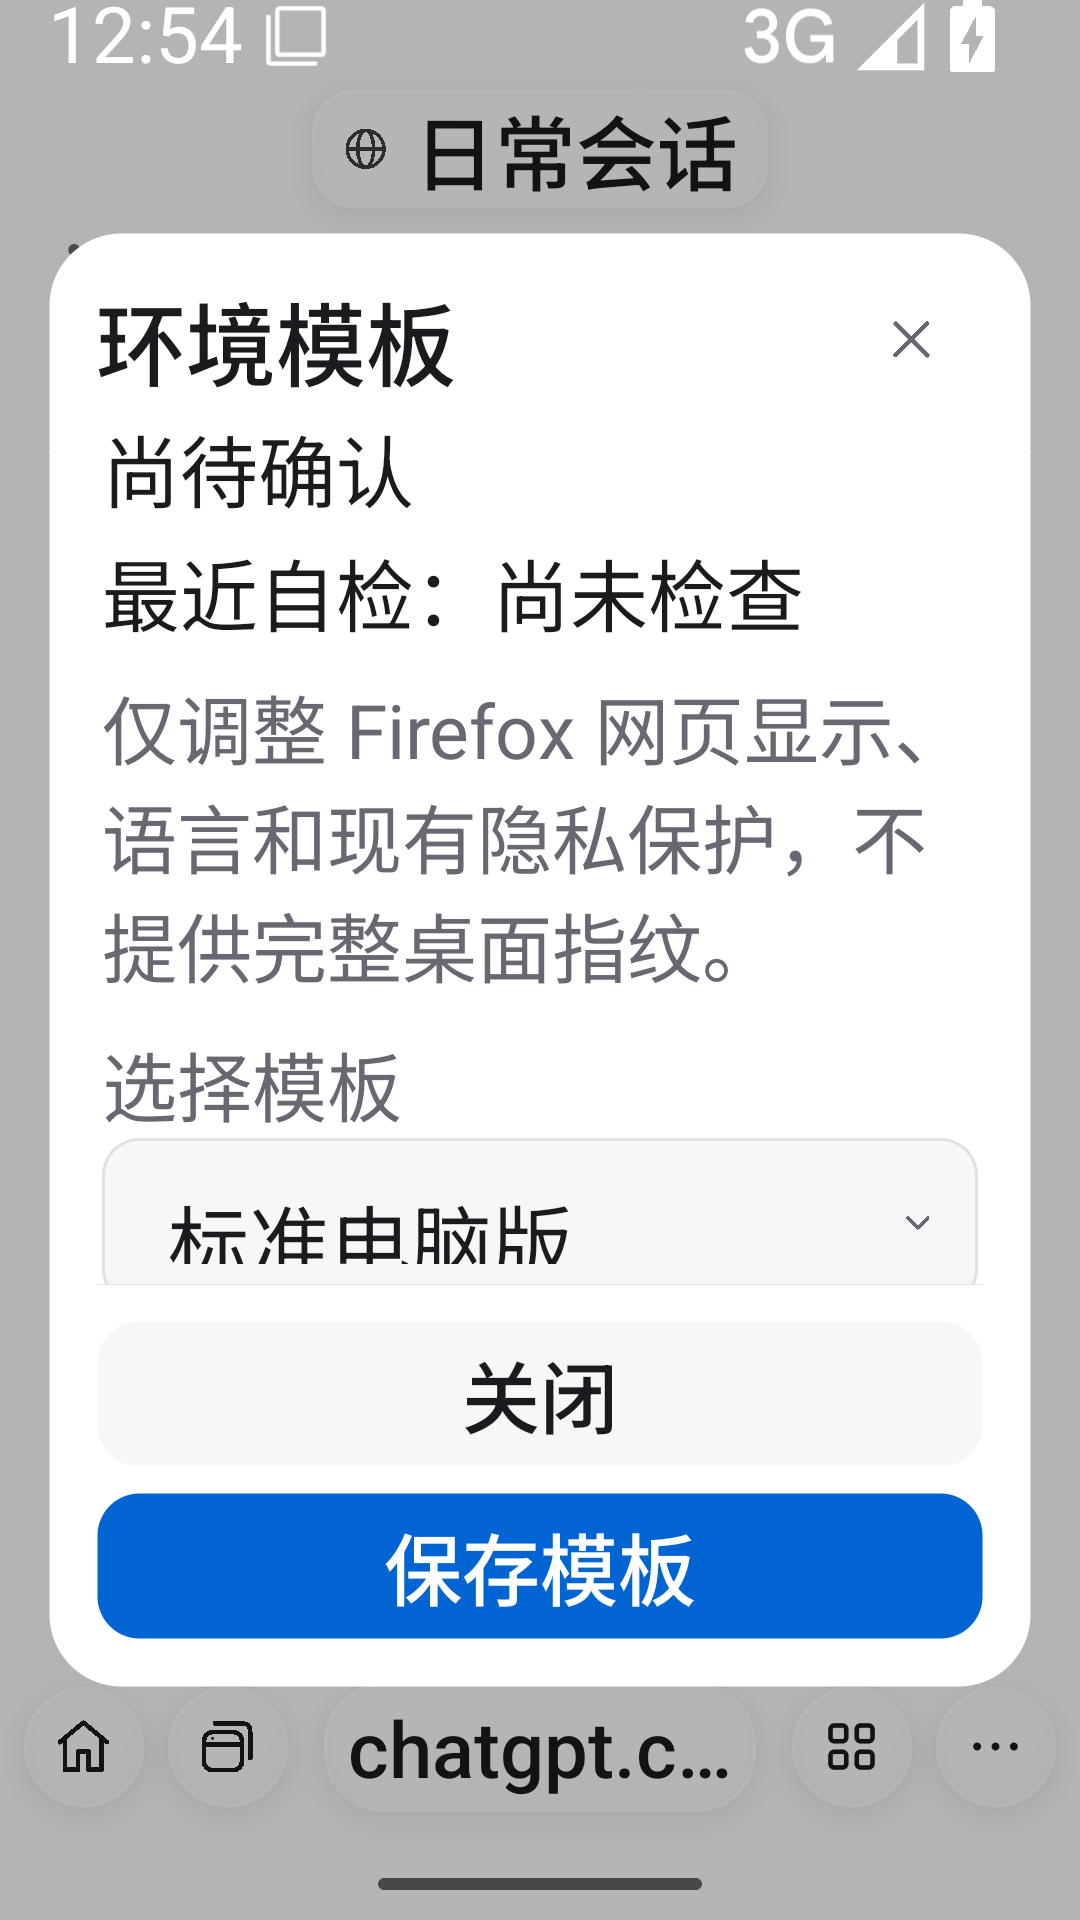 12:54
3G
日常会话
环境模板
尚待确认
最近自检：尚未检查
仅调整 Firefox 网页显示、
语言和现有隐私保护，不
提供完整桌面指纹。
选择模板
标准电脑版
关闭
保存模板
chatgpt.c...